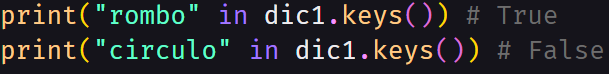 print("rombo" in dic1.keys()) # True
print("circulo" in dic1.keys()) # False